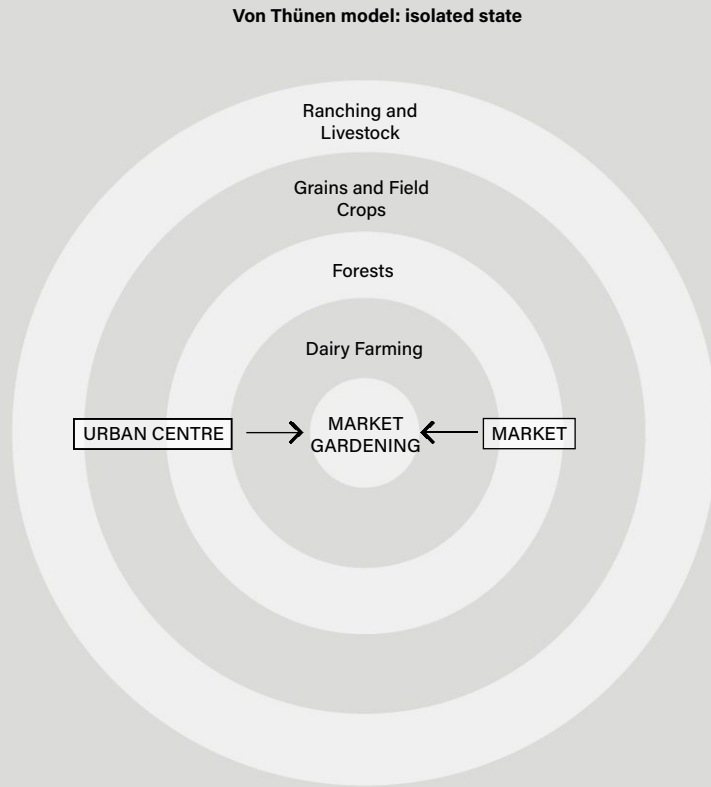 Von Thünen model: isolated state
Ranching and
Livestock
Grains and Field
Crops
Forests
Dairy Farming
URBAN CENTRE
MARKET
GARDENING
MARKET